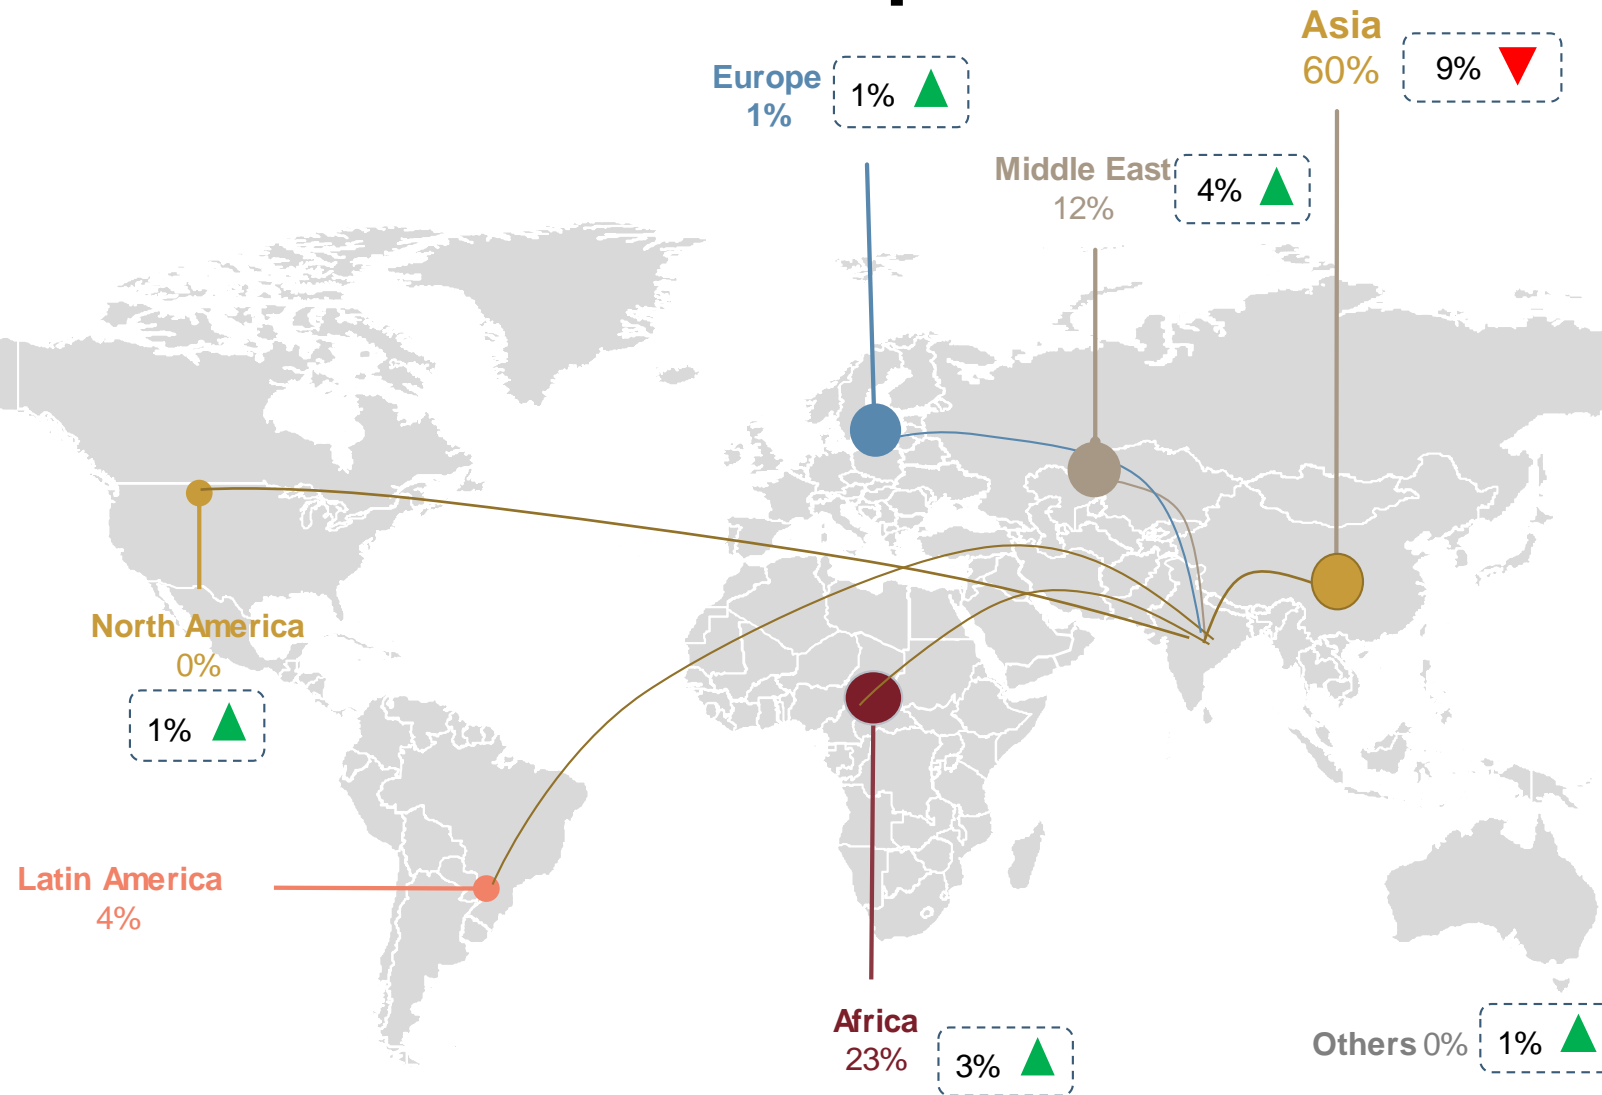 Asia
60%
9%
Europe
1%
1%
Middle East
12%
4%
North America
0%
1%
Latin America
4%
Africa
23%
3%
Others 0%
1%